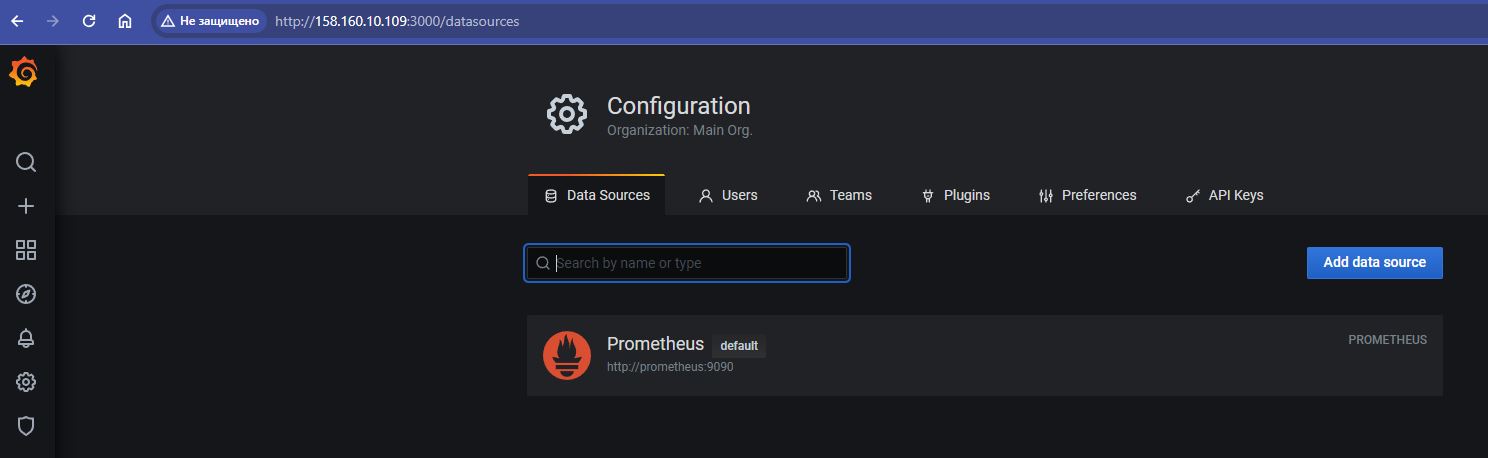 Не защищено http://158.160.10.109:3000/datasources
Configuration
Organization: Main Org.
Data Sources Users Teams Plugins Preferences API Keys
Search by name or type Add data source
Prometheus default PROMETHEUS
http://prometheus:9090